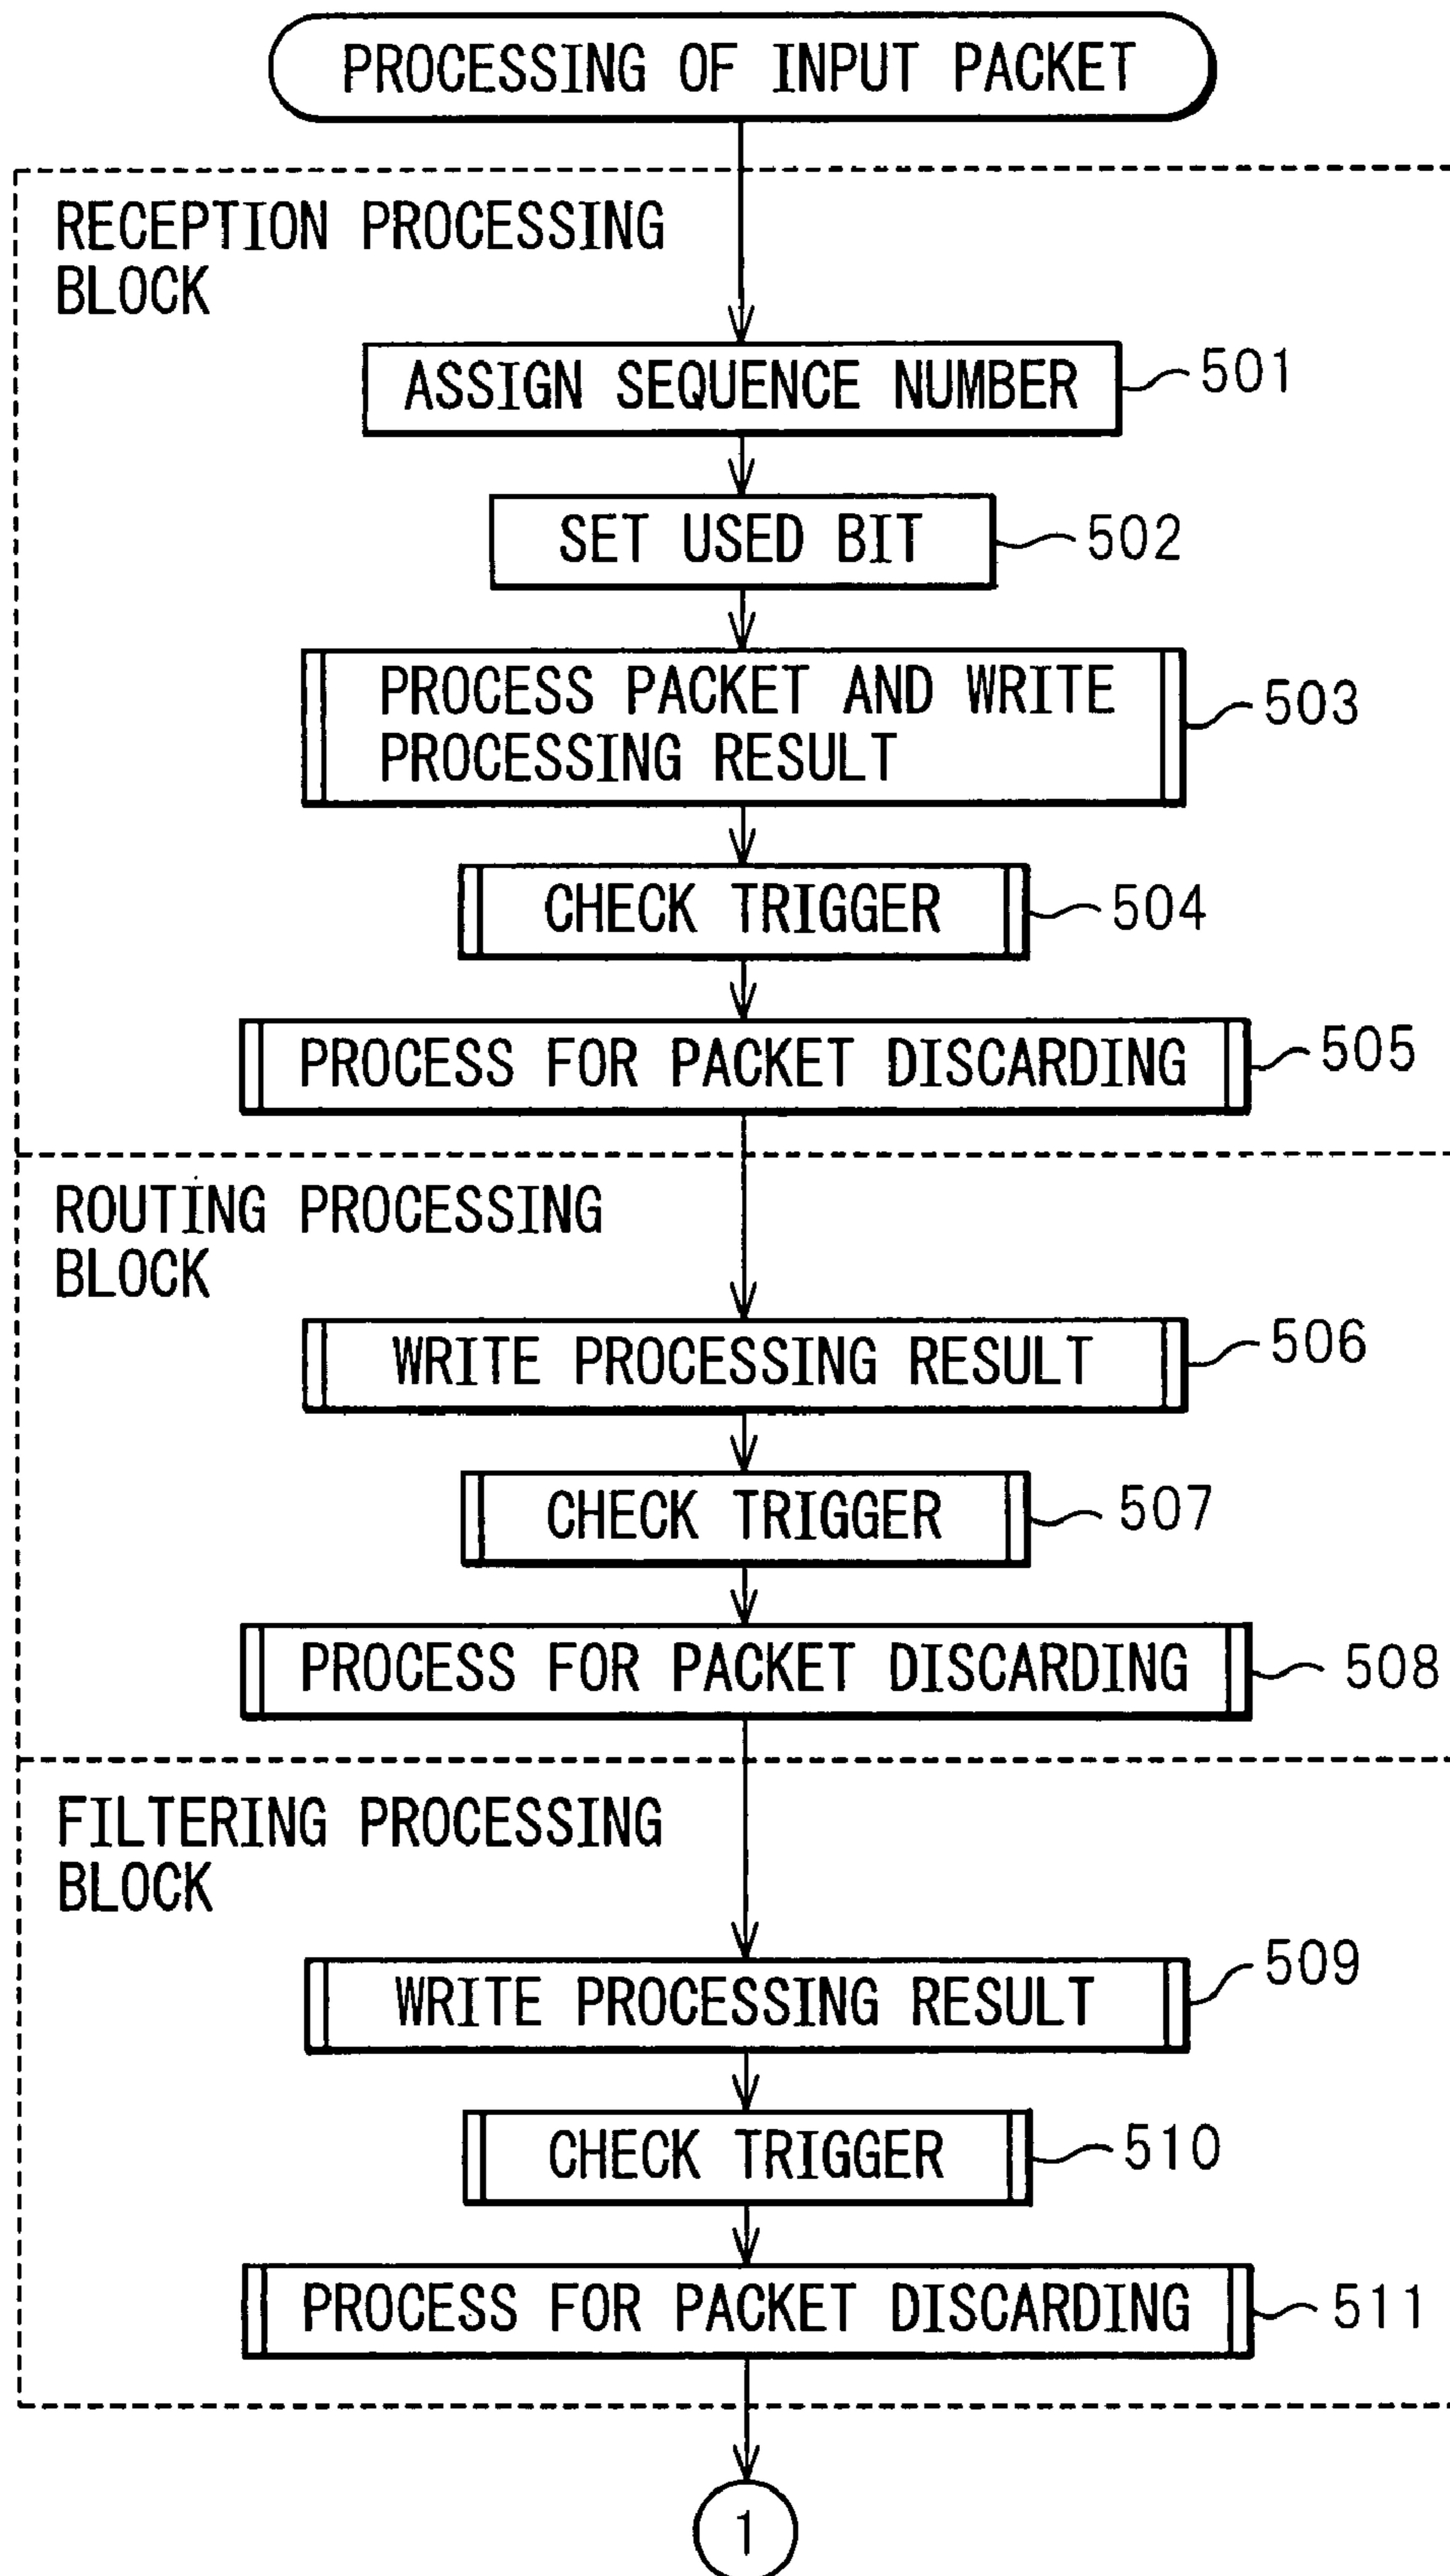 PROCESSING OF INPUT PACKET
RECEPTION PROCESSING
BLOCK
ASSIGN SEQUENCE NUMBER
501
SET USED BIT
502
PROCESS PACKET AND WRITE
PROCESSING RESULT
503
CHECK TRIGGER
504
PROCESS FOR PACKET DISCARDING
505
ROUTING PROCESSING
BLOCK
WRITE PROCESSING RESULT
506
CHECK TRIGGER
507
PROCESS FOR PACKET DISCARDING
508
FILTERING PROCESSING
BLOCK
WRITE PROCESSING RESULT
509
CHECK TRIGGER
510
PROCESS FOR PACKET DISCARDING
511
1